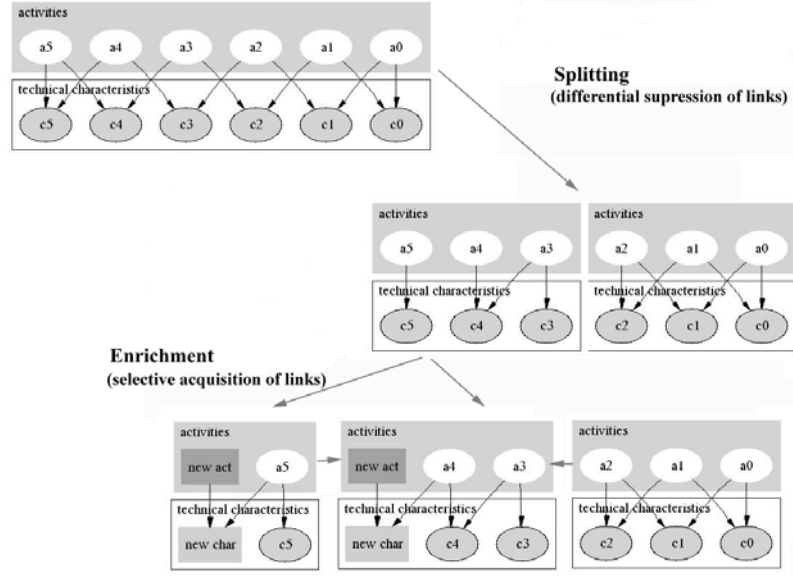 activities
a5 a4 a3 a2 a1 a0
technical characteristics
c5 c4 c3 c2 c1 c0
Splitting
(differential supression of links)
activities activities
a5 a4 a3 a2 a1 a0
technical characteristics technical characteristics
c5 c4 c3 c2 c1 c0
Enrichment
(selective acquisition of links)
activities activities activities
new act a5 new act a4 a3 a2 a1 a0
technical characteristics technical characteristics technical characteristics
new char c5 new char c4 c3 c2 c1 c0